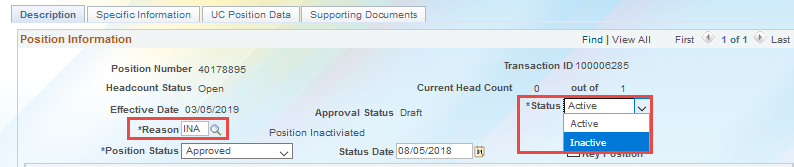 Description Specific Information UC Position Data Supporting Documents
Position Information Find | View All First 1 of 1 Last
Position Number 40178895 Transaction ID 100006285
Headcount Status Open Current Head Count 0 out of 1
Effective Date 03/05/2019 Approval Status Draft *Status Active
Active
*Reason INA Position Inactiviated
Inactive
*Position Status Approved Status Date 08/05/2018 Key Position